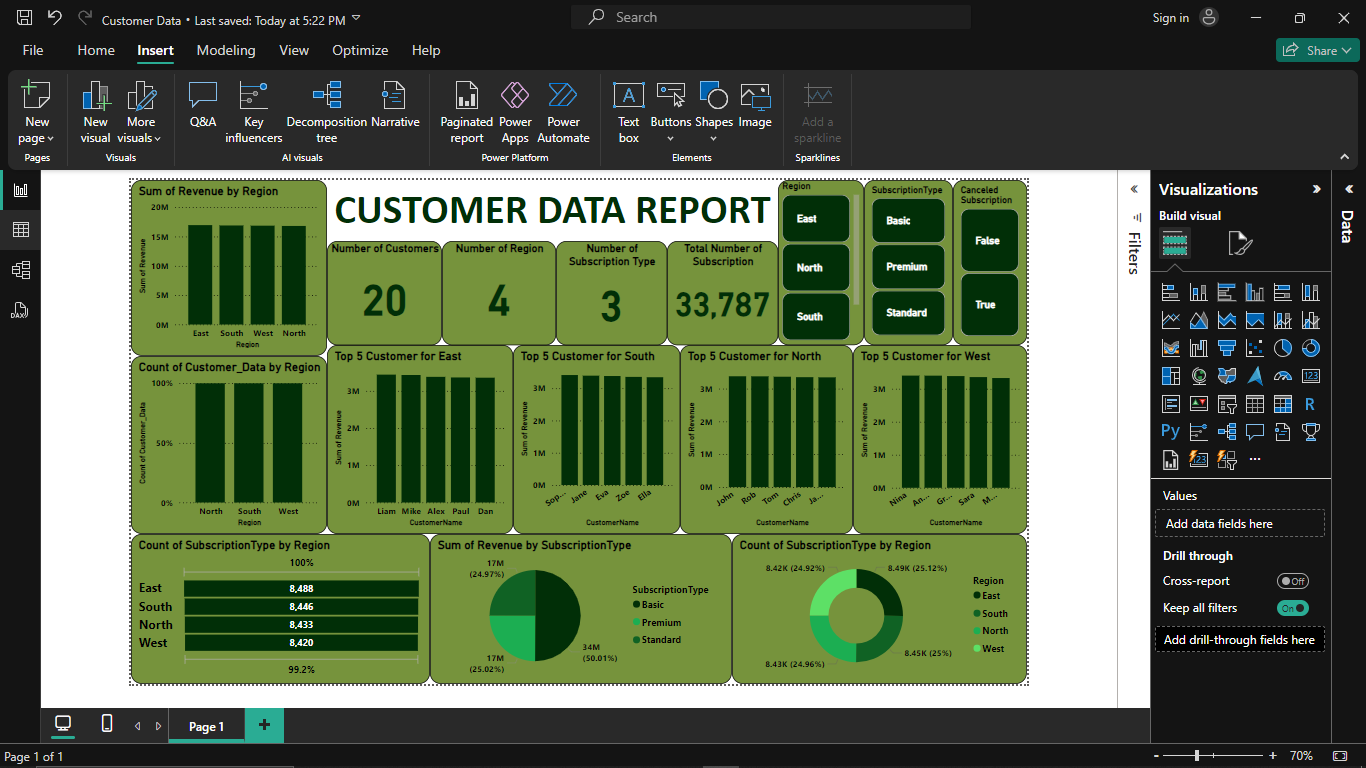 Customer Data • Last saved: Today at 5:22 PM
Search
Sign in
File
Home
Insert
Modeling
View
Optimize
Help
Share
New page
Pages
New visual
More visuals
Visuals
Q&A
Key influencers
Decomposition tree
Narrative
AI visuals
Paginated report
Power Apps
Power Automate
Power Platform
Text box
Buttons
Shapes
Image
Elements
Add a sparkline
Sparklines
Sum of Revenue by Region
20M
15M
10M
5M
0M
Sum of Revenue
East South West North
Region
CUSTOMER DATA REPORT
Number of Customers
20
Number of Region
4
Number of
Subscription Type
3
Total Number of
Subscription
33,787
Region
East
North
South
SubscriptionType
Basic
Premium
Standard
Canceled
Subscription
False
True
Count of Customer_Data by Region
100%
50%
0%
Count of Customer_Data
North South West
Region
Top 5 Customer for East
3M
2M
1M
0M
Sum of Revenue
Liam Mike Alex Paul Dan
CustomerName
Top 5 Customer for South
3M
2M
1M
0M
Sum of Revenue
Sop... Jane Eva Zoe Ella
CustomerName
Top 5 Customer for North
3M
2M
1M
0M
Sum of Revenue
John Rob Tom Chris Ja...
CustomerName
Top 5 Customer for West
3M
2M
1M
0M
Sum of Revenue
Nina An... Gr... Sara M...
CustomerName
Count of SubscriptionType by Region
100%
East 8,488
South 8,446
North 8,433
West 8,420
99.2%
Sum of Revenue by SubscriptionType
17M
(24.97%)
17M
(25.02%)
34M
(50.01%)
SubscriptionType
Basic
Premium
Standard
Count of SubscriptionType by Region
8.42K (24.92%)
8.49K (25.12%)
8.43K (24.96%)
8.45K (25%)
Region
East
South
North
West
Filters
Visualizations
Build visual
123
R
Py
123
...
Values
Add data fields here
Drill through
Cross-report
Off
Keep all filters
On
Add drill-through fields here
Data
DAX
Page 1
+
Page 1 of 1
- + 70%